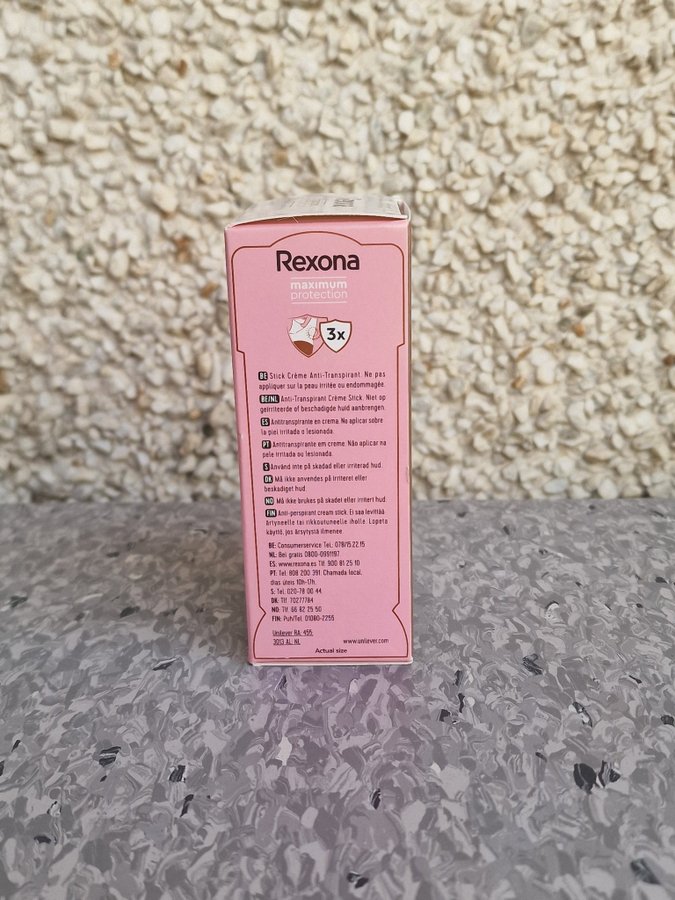 Rexona
maximum
protection
3x
BE Stick Crème Anti-Transpirant. Ne pas
appliquer sur la peau irritée ou endommagée.
BE/NL Anti-Transpirant Crème Stick. Niet op
geïrriteerde of beschadigde huid aanbrengen.
ES Antitranspirante en crema. No aplicar sobre
la piel irritada o lesionada.
PT Antitranspirante em creme. Não aplicar na
pele irritada ou lesionada.
S Använd inte på skadad eller irriterad hud.
DK Må ikke anvendes på irriteret eller
beskadiget hud.
NO Må ikke brukes på skadet eller irritert hud.
FIN Anti-perspirant cream stick. Ei saa levittää
ärtyneelle tai rikkoutuneelle iholle. Lopeta
käyttö, jos ärsytystä ilmenee.
BE: Consumerservice Tel.: 078/15.22.15
NL: Bel gratis 0800-0991197
ES: www.rexona.es Tlf: 900 81 25 10
PT: Tel: 808 200 391. Chamada local,
dias úteis 10h-17h.
S: Tel. 020-78 00 44
DK: Tlf: 70277784
NO: Tlf: 66 82 25 50
FIN: Puh/Tel. 01080-2256
Unilever RA, 495,
3013 AL; NL
www.unilever.com
Actual size